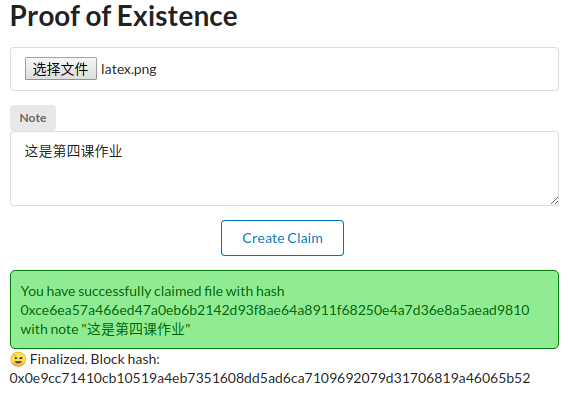 Proof of Existence
选择文件 latex.png
Note
这是第四课作业
Create Claim
You have successfully claimed file with hash
0xce6ea57a466ed47a0eb6b2142d93f8ae64a8911f68250e4a7d36e8a5aead9810
with note "这是第四课作业"
😉 Finalized. Block hash:
0x0e9cc71410cb10519a4eb7351608dd5ad6ca7109692079d31706819a46065b52